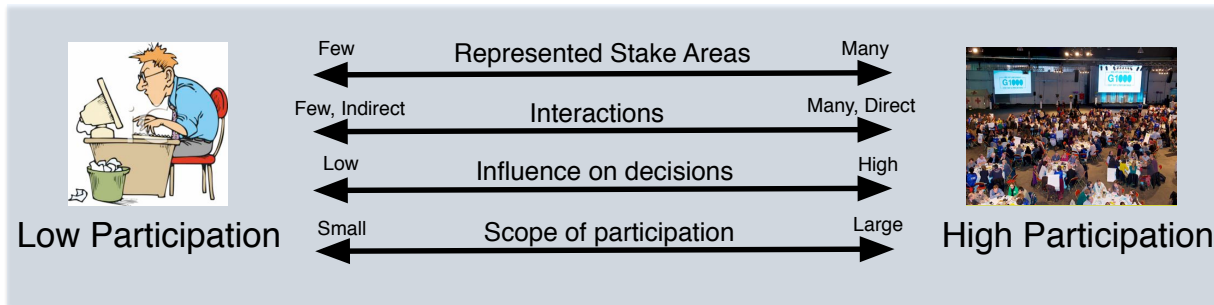 Few
Represented Stake Areas
Many
Few, Indirect
Interactions
Many, Direct
Low
Influence on decisions
High
Small
Scope of participation
Large
Low Participation
High Participation
G1000